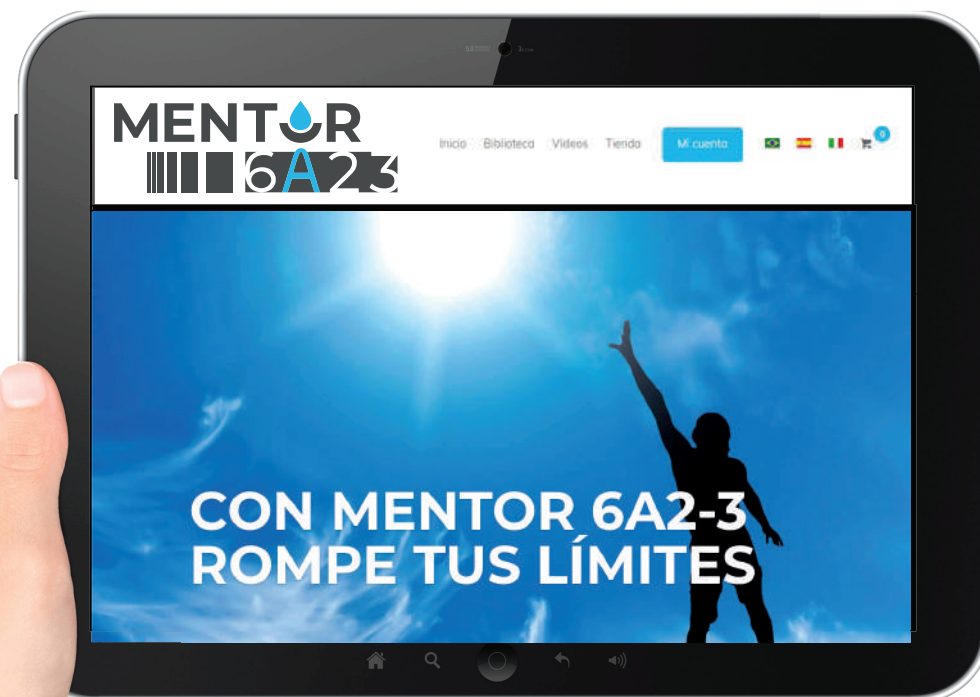 MENTOR
6A23
Inicio Biblioteca Videos Tienda Mi cuenta 0
CON MENTOR 6A2-3
ROMPE TUS LÍMITES